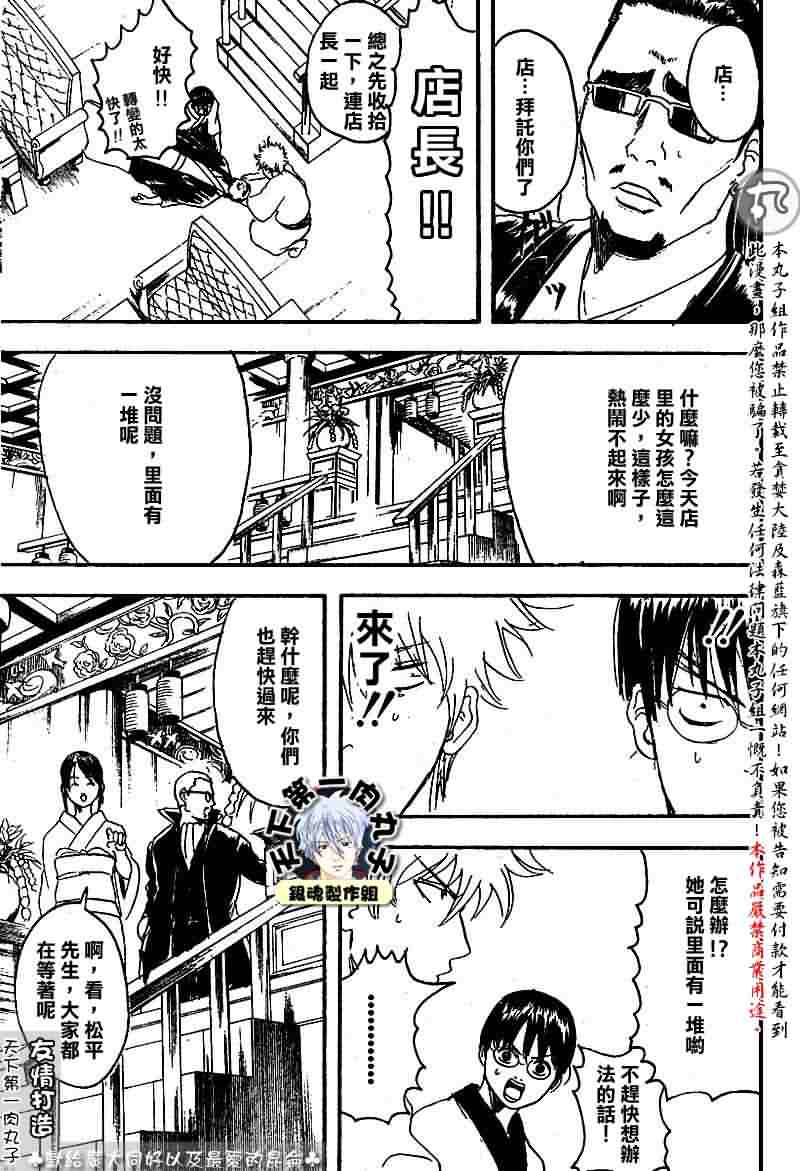 店…
店…拜託你們了
店長!!
總之先收拾
一下，連店
長一起
好快!!
轉變的太
快了!!
什麼嘛？今天店
里的女孩怎麼這
麼少，這樣子，
熱鬧不起來啊
沒問題，里面有
一堆呢
!!
來了!!
幹什麼呢，你們
也趕快過來
啊，看，松平
先生，大家都
在等著呢
怎麼辦!?
她可説里面有一堆喲
…………
不趕快想辦
法的話!
天下第一肉丸子
銀魂製作組
丸
本丸子組作品禁止轉載至貪婪大陸及森藍旗下的任何網站！如果您被告知需要付款才能看到
此漫畫，那麼您被騙了．若發生任何法律问題本丸子組一慨不負責！本作品嚴禁商業用途．
友情打造
天下第一肉丸子